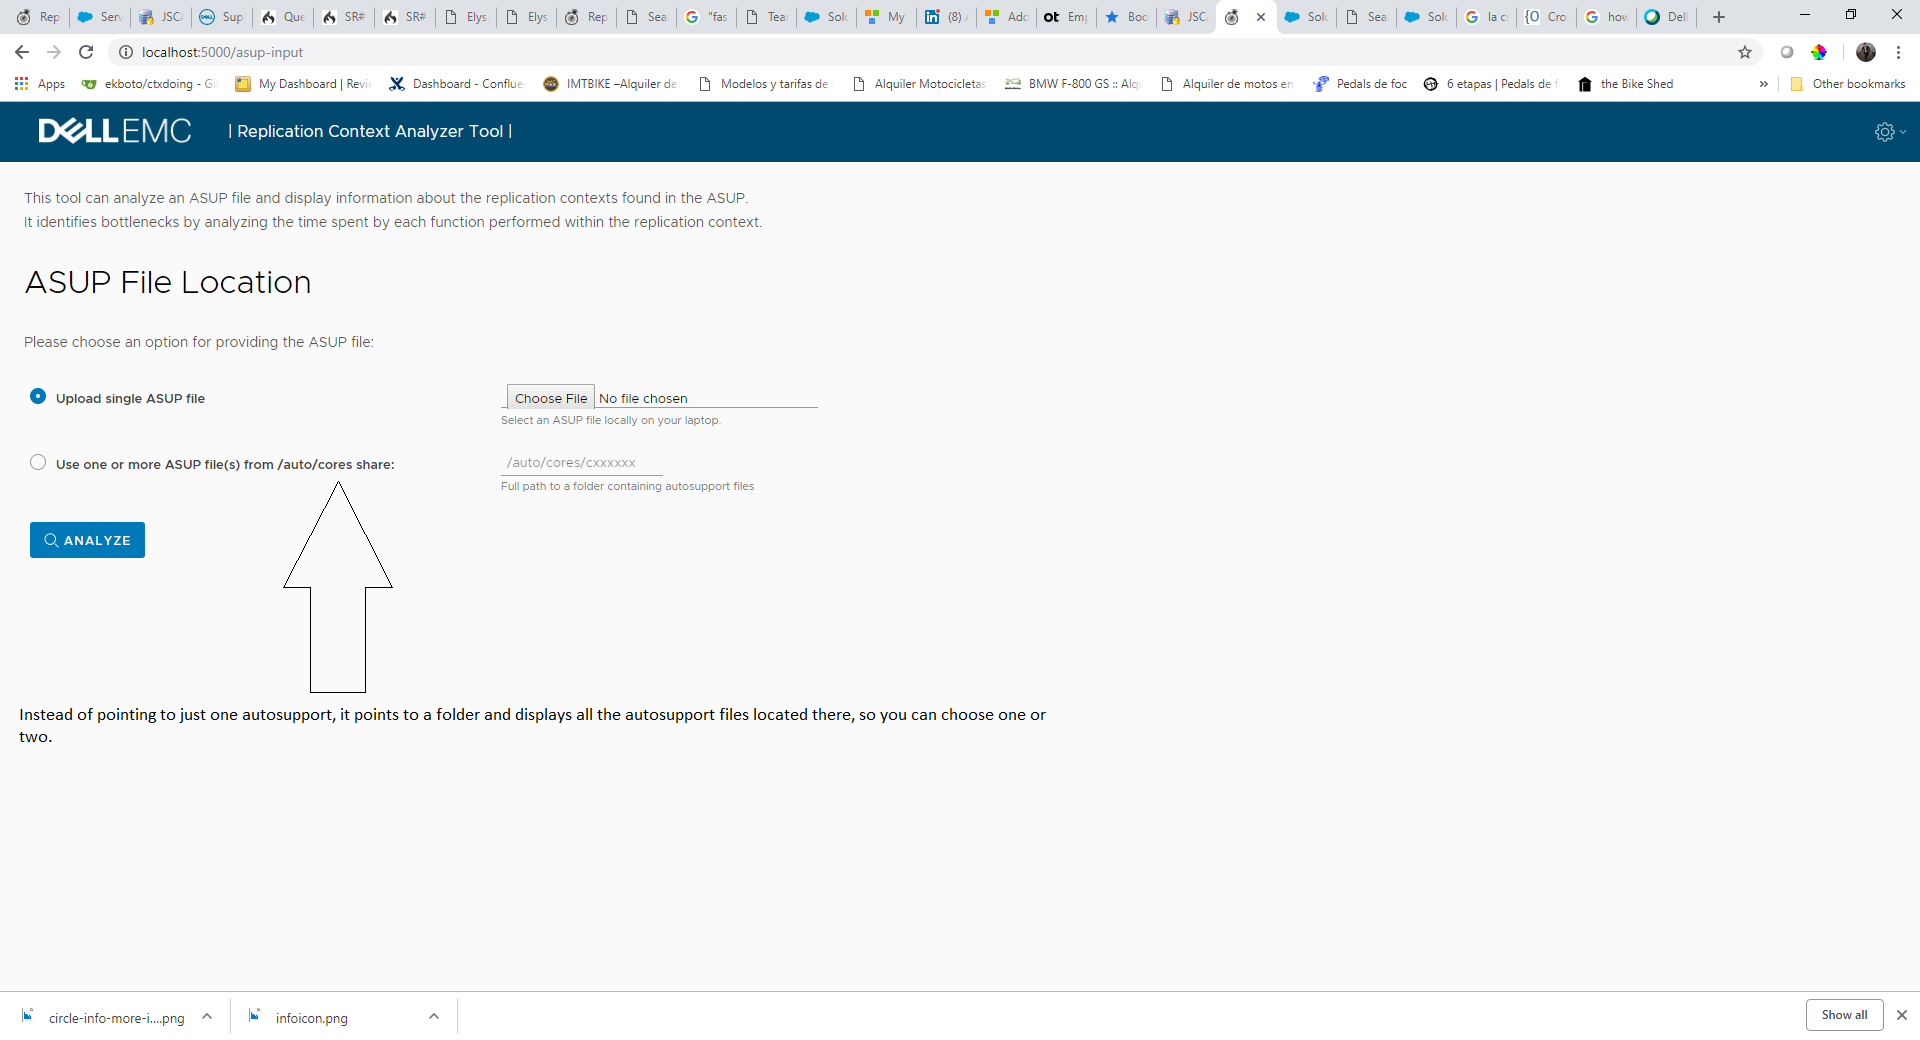 Rep Serv JSCA Sup Que SR# SR# Elys Elys Rep Sea "fas Tear Solu My (8) Add ot Emp Boo JSC Solu Sea Solu la c {O Cro how Dell
localhost:5000/asup-input
Apps ekboto/ctxdoing - Gi My Dashboard | Revi Dashboard - Conflue IMTBIKE –Alquiler de Modelos y tarifas de Alquiler Motocicletas BMW F-800 GS :: Alq Alquiler de motos en Pedals de foc 6 etapas | Pedals de f the Bike Shed » Other bookmarks
DELLEMC | Replication Context Analyzer Tool |
This tool can analyze an ASUP file and display information about the replication contexts found in the ASUP.
It identifies bottlenecks by analyzing the time spent by each function performed within the replication context.
ASUP File Location
Please choose an option for providing the ASUP file:
Upload single ASUP file Choose File No file chosen
Select an ASUP file locally on your laptop.
Use one or more ASUP file(s) from /auto/cores share: /auto/cores/cxxxxxx
Full path to a folder containing autosupport files
ANALYZE
Instead of pointing to just one autosupport, it points to a folder and displays all the autosupport files located there, so you can choose one or
two.
circle-info-more-i....png infoicon.png Show all